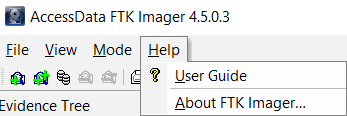 AccessData FTK Imager 4.5.0.3
File View Mode Help
User Guide
About FTK Imager...
Evidence Tree